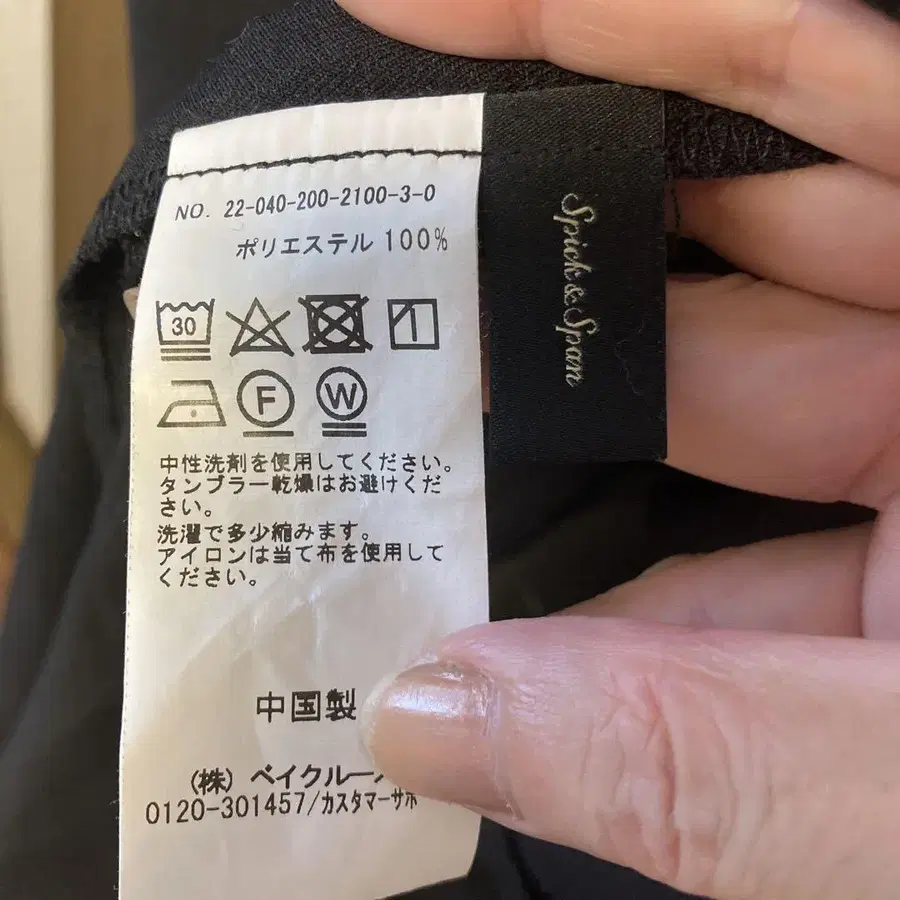 NO. 22-040-200-2100-3-0
ポリエステル 100%
30
F
W
中性洗剤を使用してください。
タンブラー乾燥はお避けくだ
さい。
洗濯で多少縮みます。
アイロンは当て布を使用して
ください。
中国製
(株) ベイクルー
0120-301457/カスタマーサポ
Spick & Span